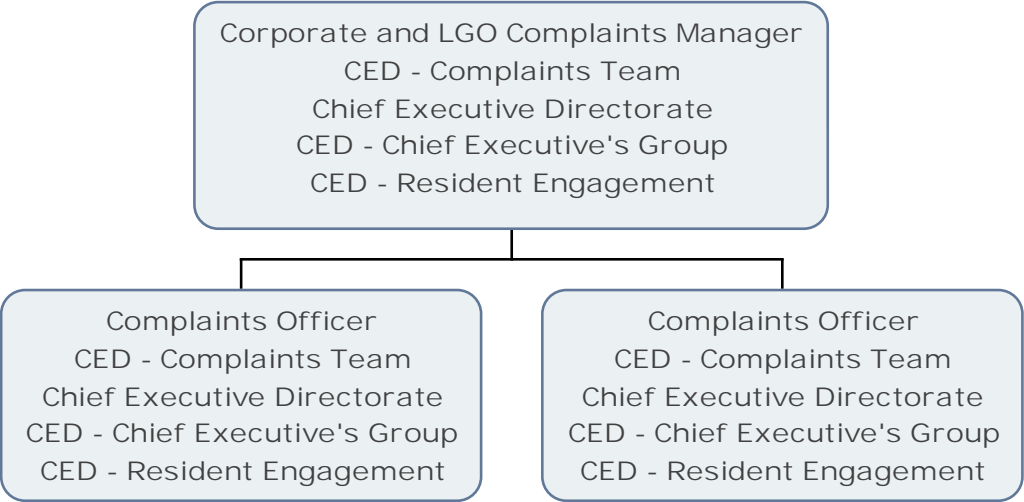 Corporate and LGO Complaints Manager
CED - Complaints Team
Chief Executive Directorate
CED - Chief Executive's Group
CED - Resident Engagement
Complaints Officer
CED - Complaints Team
Chief Executive Directorate
CED - Chief Executive's Group
CED - Resident Engagement
Complaints Officer
CED - Complaints Team
Chief Executive Directorate
CED - Chief Executive's Group
CED - Resident Engagement